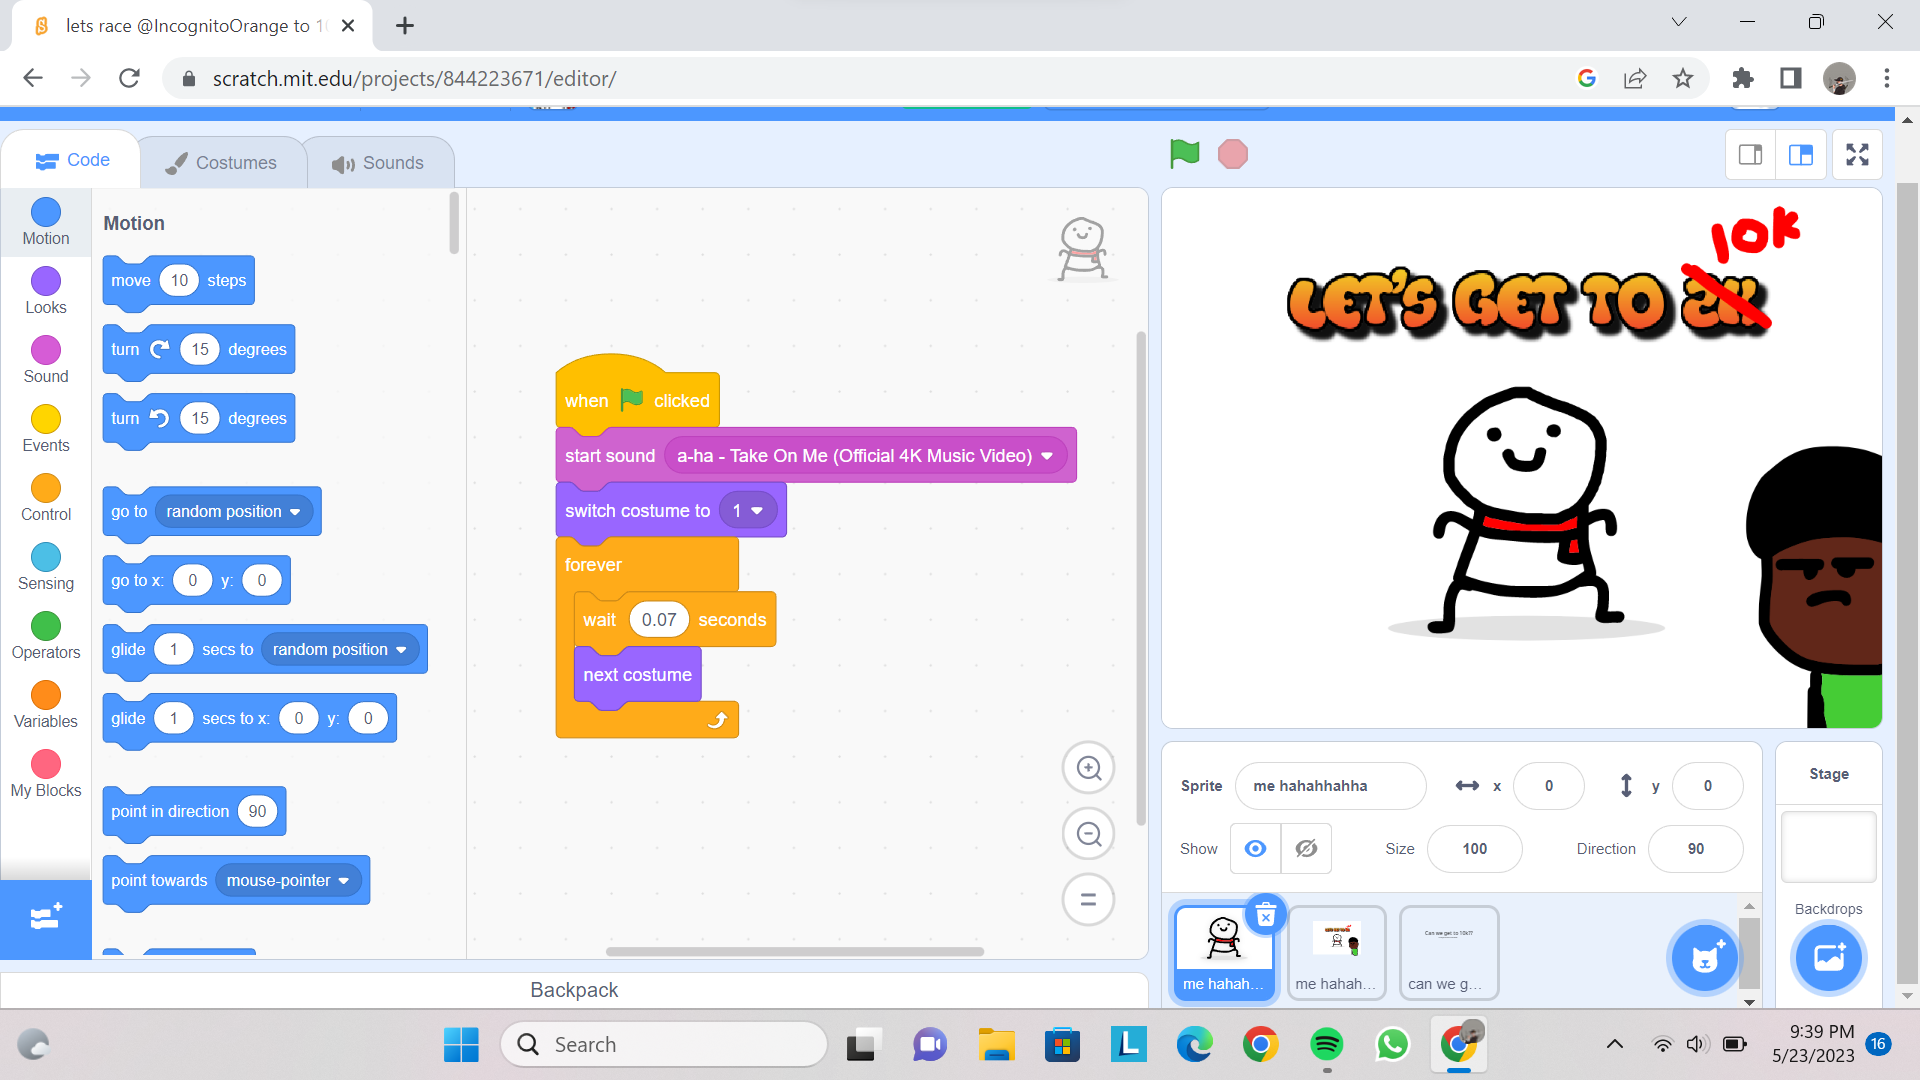 lets race @IncognitoOrange to 1
scratch.mit.edu/projects/844223671/editor/
Code
Costumes
Sounds
Motion
Looks
Sound
Events
Control
Sensing
Operators
Variables
My Blocks
Motion
move 10 steps
turn 15 degrees
turn 15 degrees
go to random position
go to x: 0 y: 0
glide 1 secs to random position
glide 1 secs to x: 0 y: 0
point in direction 90
point towards mouse-pointer
when clicked
start sound a-ha - Take On Me (Official 4K Music Video)
switch costume to 1
forever
wait 0.07 seconds
next costume
Backpack
10K
LET'S GET TO 2K
Sprite me hahahhahha x 0 y 0
Show Size 100 Direction 90
Stage
Backdrops
Can we get to 10k??
me hahah...
me hahah...
can we g...
Search
9:39 PM
5/23/2023
16